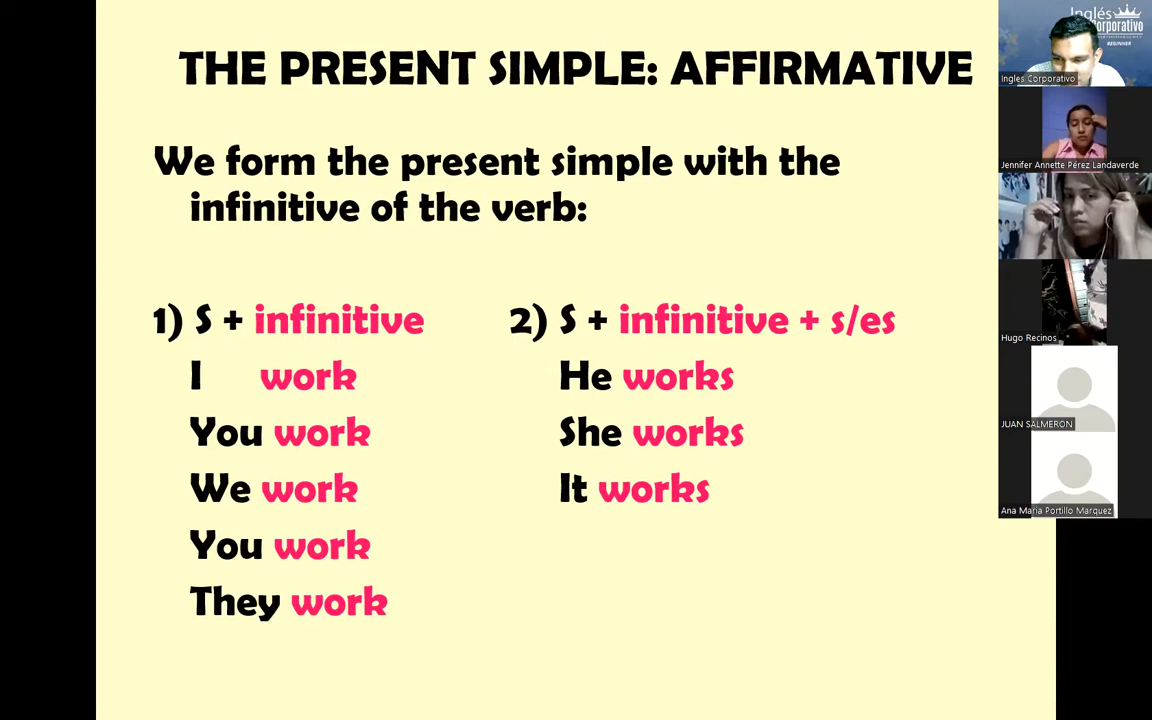 THE PRESENT SIMPLE: AFFIRMATIVE
We form the present simple with the
infinitive of the verb:
1) S + infinitive
I work
You work
We work
You work
They work
2) S + infinitive + s/es
He works
She works
It works
Inglés
Corporativo
BEGINNER
Ingles Corporativo
Jennifer Annette Pérez Landaverde
Hugo Recinos
JUAN SALMERON
Ana Maria Portillo Marquez